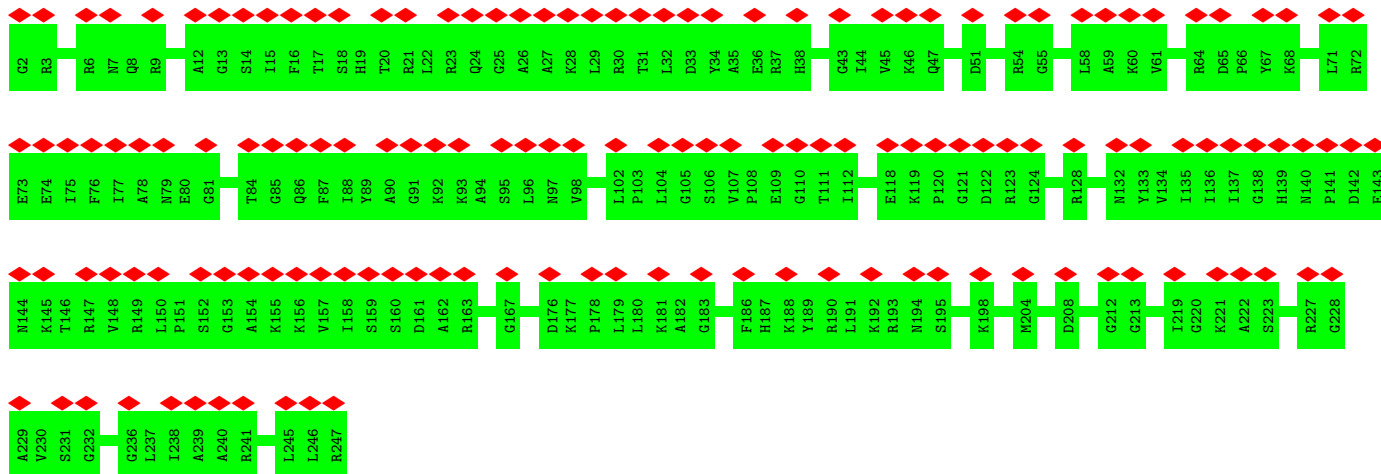 G2 R3 R6 N7 Q8 R9 A12 G13 S14 I15 F16 T17 S18 H19 T20 R21 L22 R23 Q24 G25 A26 A27 K28 L29 R30 T31 L32 D33 Y34 A35 E36 R37 H38 G43 I44 V45 K46 Q47 D51 R54 G55 L58 A59 K60 V61 R64 D65 P66 Y67 K68 L71 R72
E73 E74 I75 F76 I77 A78 N79 E80 G81 T84 G85 Q86 F87 I88 Y89 A90 G91 K92 K93 A94 S95 L96 N97 V98 L102 P103 L104 G105 S106 V107 P108 E109 G110 T111 I112 E118 K119 P120 G121 D122 R123 G124 R128 N132 Y133 V134 I135 I136 I137 G138 H139 N140 P141 D142 E143
N144 K145 T146 R147 V148 R149 L150 P151 S152 G153 A154 K155 K156 V157 I158 S159 S160 D161 A162 R163 G167 D176 K177 P178 L179 L180 K181 A182 G183 F186 H187 K188 Y189 R190 L191 K192 R193 N194 S195 K198 M204 D208 G212 G213 I219 G220 K221 A222 S223 R227 G228
A229 V230 S231 G232 G236 L237 I238 A239 A240 R241 L245 L246 R247